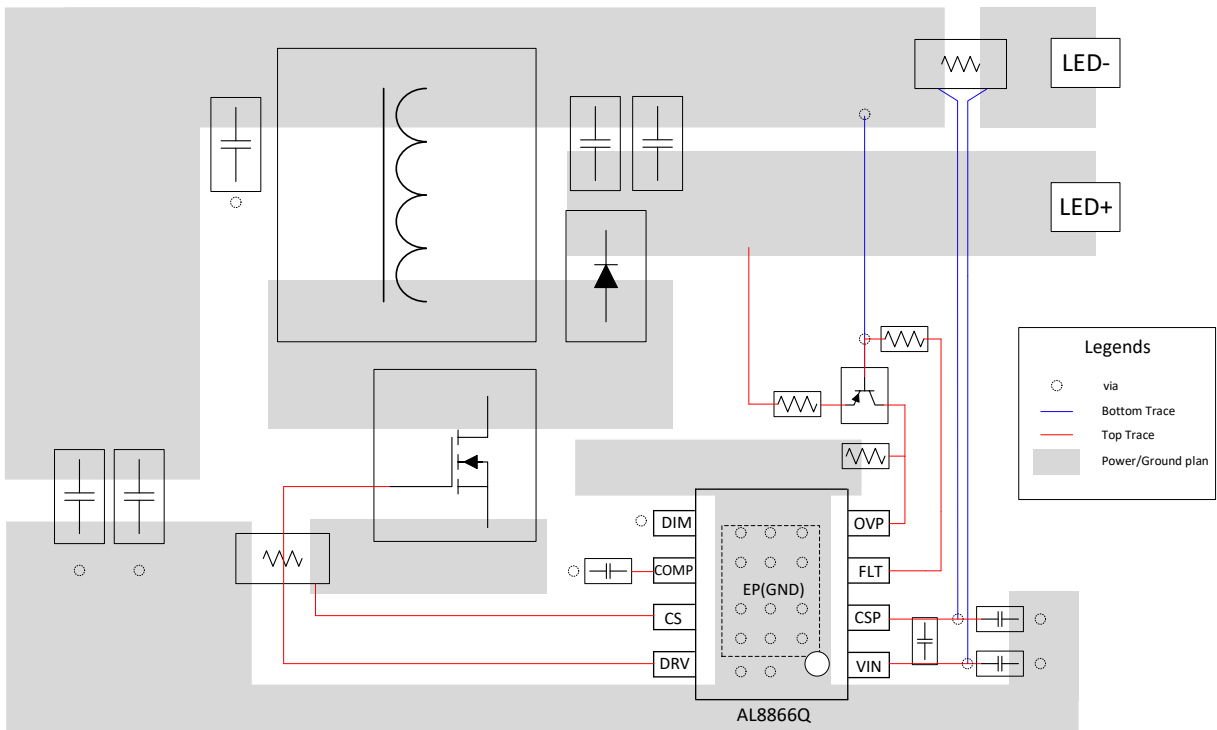 LED-
LED+
Legends
via
Bottom Trace
Top Trace
Power/Ground plan
DIM
OVP
COMP
EP(GND)
FLT
CS
CSP
DRV
VIN
AL8866Q